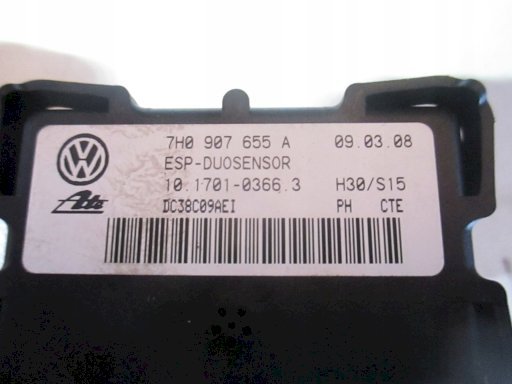 7H0 907 655 A 09.03.08
ESP-DUOSENSOR
10.1701-0366.3 H30/S15
Ate DC38C09AEI PH CTE